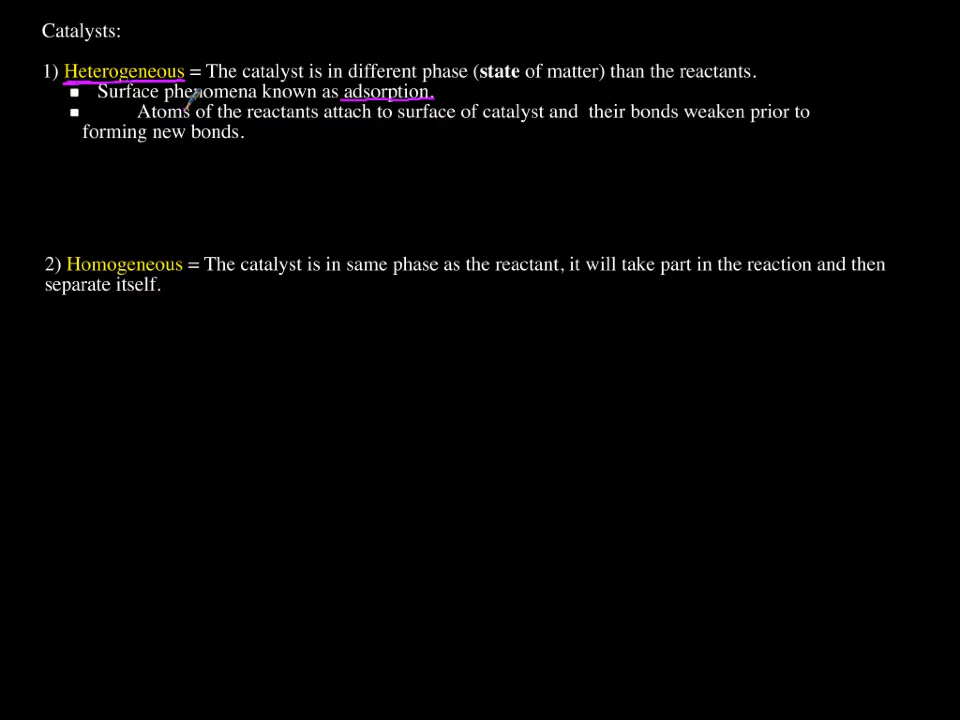 Catalysts:
1) Heterogeneous = The catalyst is in different phase (state of matter) than the reactants.
▪ Surface phenomena known as adsorption.
▪ Atoms of the reactants attach to surface of catalyst and their bonds weaken prior to
forming new bonds.
2) Homogeneous = The catalyst is in same phase as the reactant, it will take part in the reaction and then
separate itself.